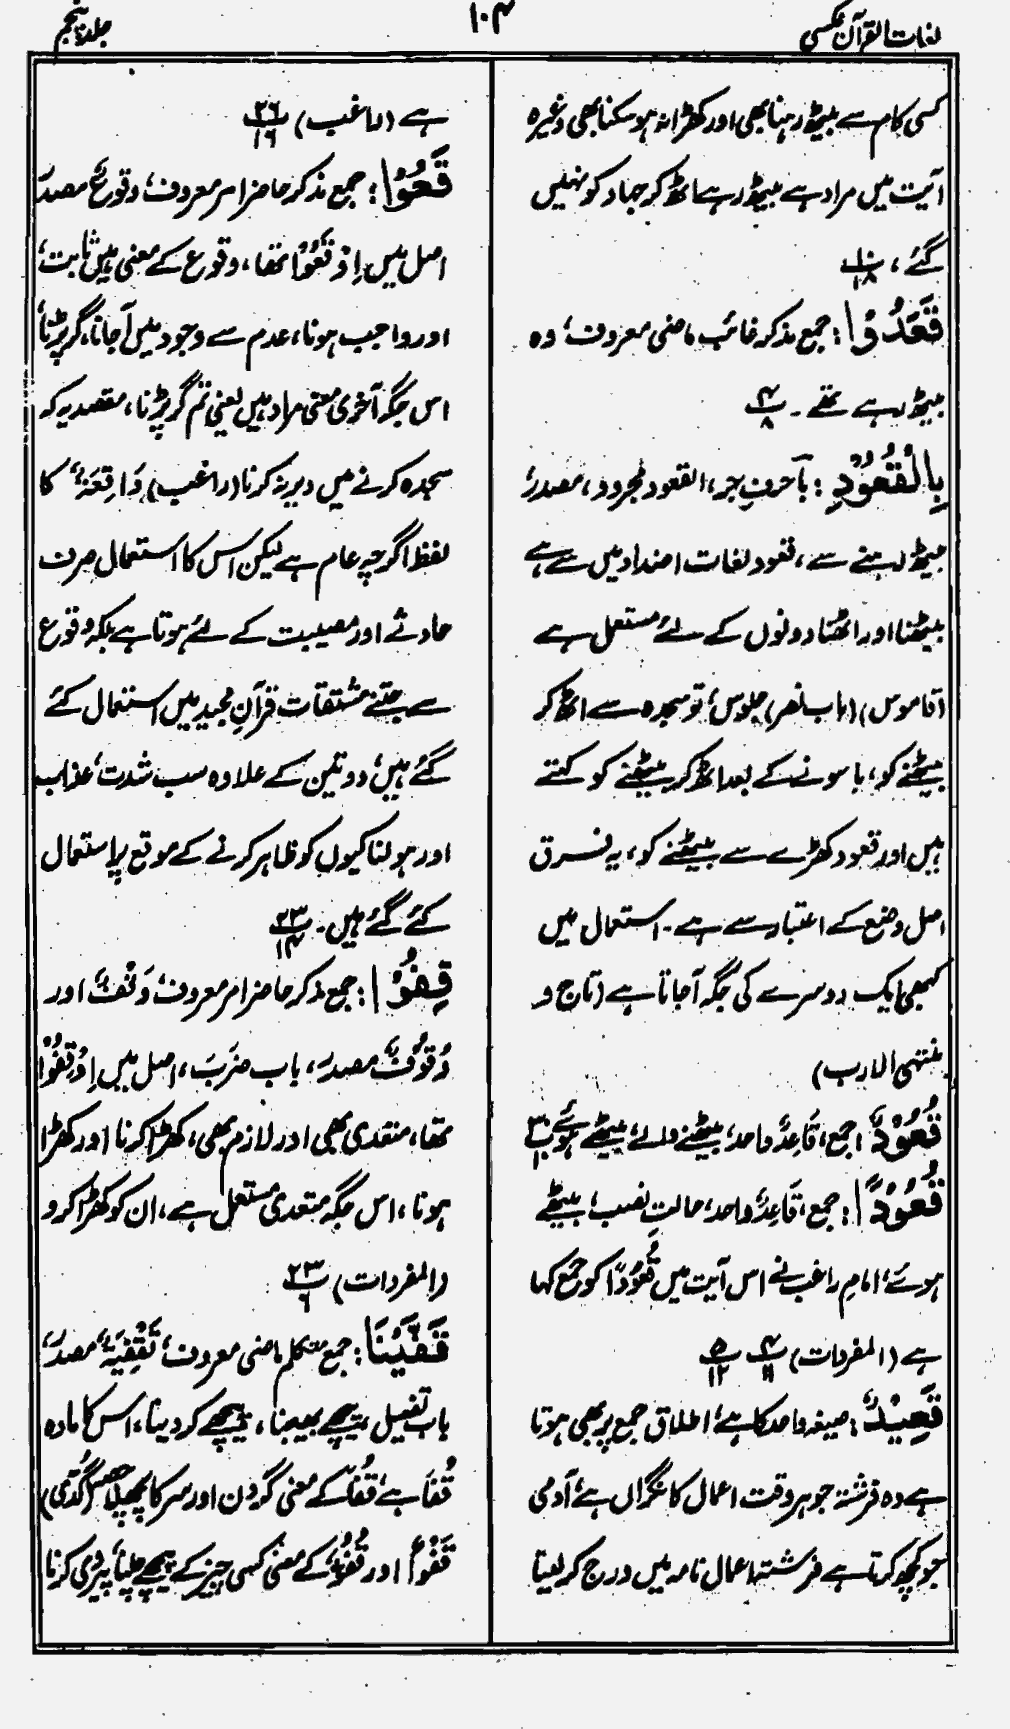 لغات القرآن عکسی
۱۰۴
جلد پنجم
کسی کام سے بیٹھ رہنا بھی اور کھڑا نہ ہو سکنا بھی وغیرہ
آیت میں مراد ہے بیٹھ رہے اٹھ کر جہاد کو نہیں
گئے، ۱۰/۱۸
قَعَدُوْا: جمع مذکر غائب ماضی معروف، وہ
بیٹھ رہے تھے۔ ۴/۸
بِالْقُعُوْدِ: بآ حرفِ جر، القعود مجرور، مصدر
بیٹھ رہنے سے، قعود لغات اضداد میں سے ہے
بیٹھنا اور اٹھنا دونوں کے لئے مستعمل ہے
(قاموس) (باب نصر) جلوس، تو سجدہ سے اٹھ کر
بیٹھنے کو، یا سونے کے بعد اٹھ کر بیٹھنے کو کہتے
ہیں اور قعود کھڑے سے بیٹھنے کو، یہ فرق
اصل وضع کے اعتبار سے ہے۔ استعمال میں
کبھی ایک دوسرے کی جگہ آجاتا ہے (تاج و
منتہی الارب)
قُعُوْدٌ: جمع، قَاعِدٌ واحد، بیٹھنے والے، بیٹھے ہوئے ۳۰/۱۰
قُعُوْدًا: جمع، قَاعِدٌ واحد، حالتِ نصب، بیٹھے
ہوئے، امام راغب نے اس آیت میں قُعُوْدًا کو جمع کہا
ہے (المفردات) ۴/۱۱ ۵/۱۲
قَعِیْدٌ: صیغہ واحد کا ہے، اطلاق جمع پر بھی ہوتا
ہے وہ فرشتہ جو ہر وقت اعمال کا نگراں ہے، آدمی
جو کچھ کرتا ہے فرشتہ اعمال نامہ میں درج کر لیتا
ہے (راغب) ۲۶/۱۶
قَعُوْا: جمع مذکر حاضر امر معروف، وقوعٌ مصدر
اصل میں اِوْقَعُوْا تھا، وقوع کے معنی ہیں ثابت،
اور واجب ہونا، عدم سے وجود میں آجانا، گر پڑنا،
اس جگہ آخری معنی مراد ہیں یعنی تم گر پڑنا، مقصد یہ کہ
سجدہ کرنے میں دیر نہ کرنا (راغب) وَاقِعَۃٌ، کا
لفظ اگرچہ عام ہے لیکن اس کا استعمال صرف
حادثے اور مصیبت کے لئے ہوتا ہے بلکہ وقوع
سے جتنے مشتقات قرآنِ مجید میں استعمال کئے
گئے ہیں، دو تین کے علاوہ سب شدت، عذاب
اور ہولناکیوں کو ظاہر کرنے کے موقع پر استعمال
کئے گئے ہیں۔ ۲۳/۱۴
قِفُوْا: جمع مذکر حاضر امر معروف، وَقْفٌ، اور
وُقُوْفٌ مصدر، باب ضَرَبَ، اصل میں اِوْقِفُوْا
تھا، متعدی بھی اور لازم بھی، کھڑا کرنا اور کھڑا
ہونا، اس جگہ متعدی مستعمل ہے، ان کو کھڑا کرو
(المفردات) ۲۳/۶
قَفَّیْنَا: جمع متکلم ماضی معروف، تَقْفِیَۃٌ، مصدر،
باب تفعیل، پیچھے بھیجنا، پیچھے کر دینا، اس کا مادہ
قُفَا ہے، قُفَا کے معنی گردن اور سر کا پچھلا حصہ (گُدّی)
قَفْوٌ اور قُفُوٌّ، کے معنی کسی چیز کے پیچھے چلنا، پیروی کرنا